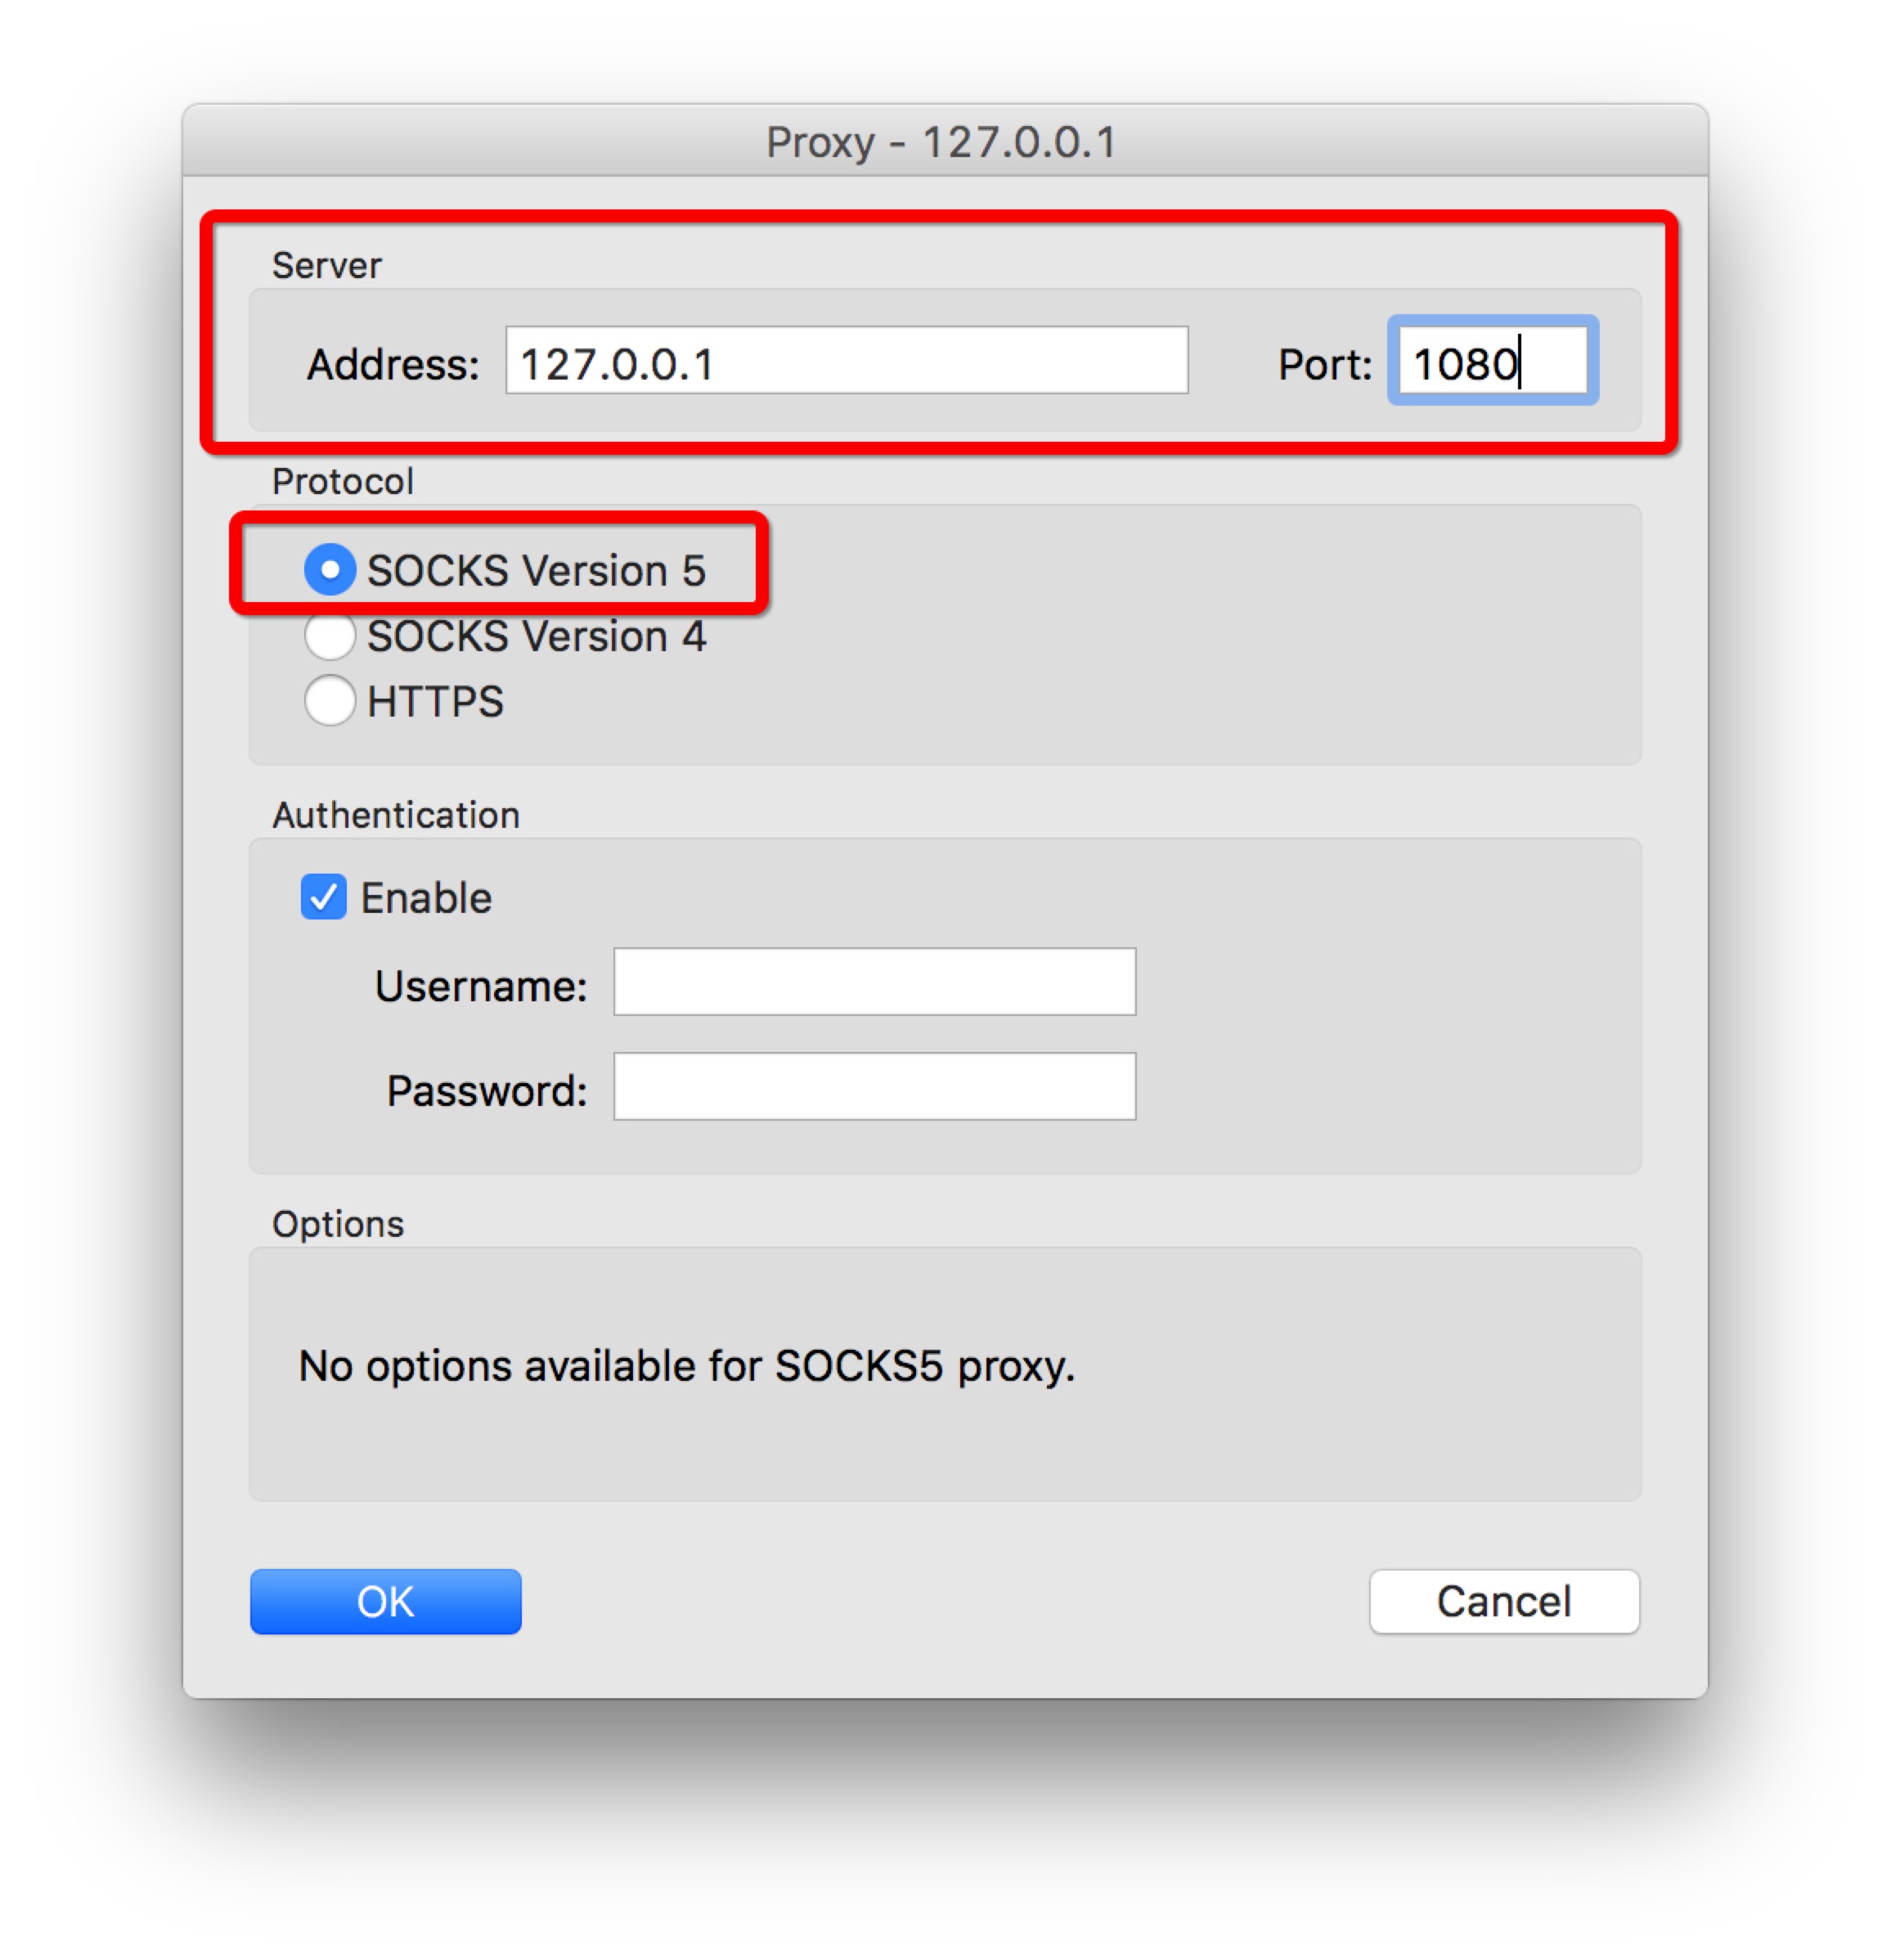 Proxy - 127.0.0.1
Server
Address: 127.0.0.1 Port: 1080
Protocol
SOCKS Version 5
SOCKS Version 4
HTTPS
Authentication
Enable
Username:
Password:
Options
No options available for SOCKS5 proxy.
OK Cancel